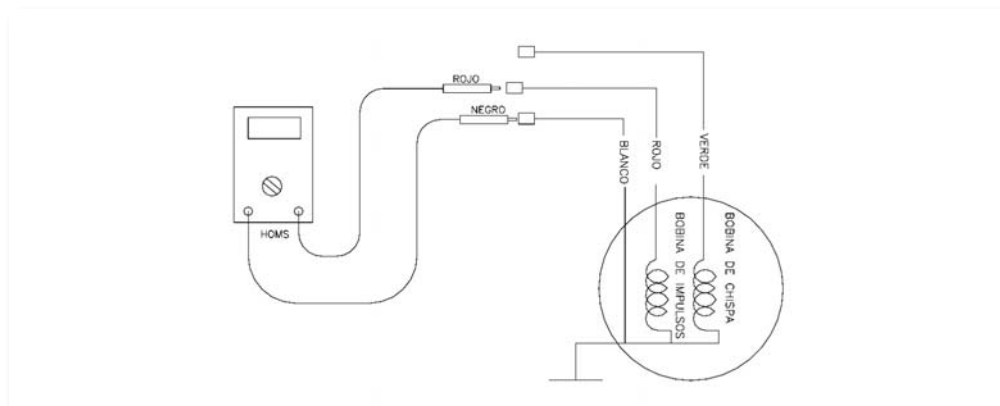 ROJO
NEGRO
HOMS
BLANCO
ROJO
VERDE
BOBINA DE IMPULSOS
BOBINA DE CHISPA